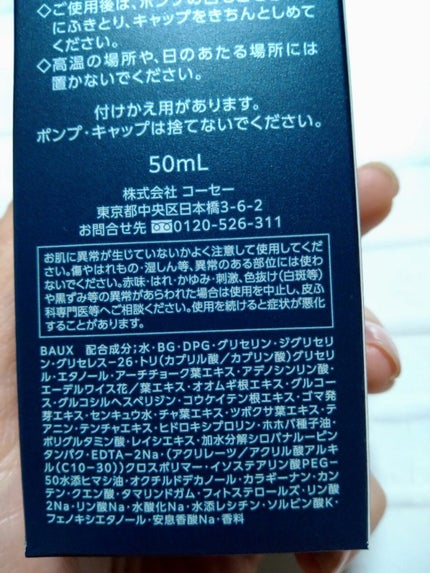 ◇ご使用後は、ポンプの
にふきとり、キャップをきちんとしめて
ください。
◇高温の場所や、日のあたる場所には
置かないでください。
付けかえ用があります。
ポンプ・キャップは捨てないでください。
50mL
株式会社 コーセー
東京都中央区日本橋3-6-2
お問合せ先 0120-526-311
お肌に異常が生じていないかよく注意して使用してくだ
さい。傷やはれもの・湿しん等、異常のある部位には使わ
ないでください。赤味・はれ・かゆみ・刺激、色抜け(白斑等)
や黒ずみ等の異常があらわれた場合は使用を中止し、皮ふ
科専門医等へご相談ください。使用を続けると症状が悪化
することがあります。
BAUX 配合成分;水・BG・DPG・グリセリン・ジグリセリ
ン・グリセレス-26・トリ(カプリル酸/カプリン酸)グリセリ
ル・エタノール・アーチチョーク葉エキス・アデノシンリン酸・
エーデルワイス花/葉エキス・オオムギ根エキス・グルコー
ス・グルコシルヘスペリジン・コウケイテン根エキス・ゴマ発
芽エキス・センキュウ水・チャ葉エキス・ツボクサ葉エキス・テ
アニン・テンチャエキス・ヒドロキシプロリン・ホホバ種子油・
ポリグルタミン酸・レイシエキス・加水分解シロバナルーピン
タンパク・EDTA-2Na・(アクリレーツ/アクリル酸アルキ
ル(C10-30))クロスポリマー・イソステアリン酸PEG-
50水添ヒマシ油・オクチルドデカノール・カラギーナン・カン
テン・クエン酸・タマリンドガム・フィトステロールズ・リン酸
2Na・リン酸Na・水酸化Na・水添レシチン・ソルビン酸K・
フェノキシエタノール・安息香酸Na・香料